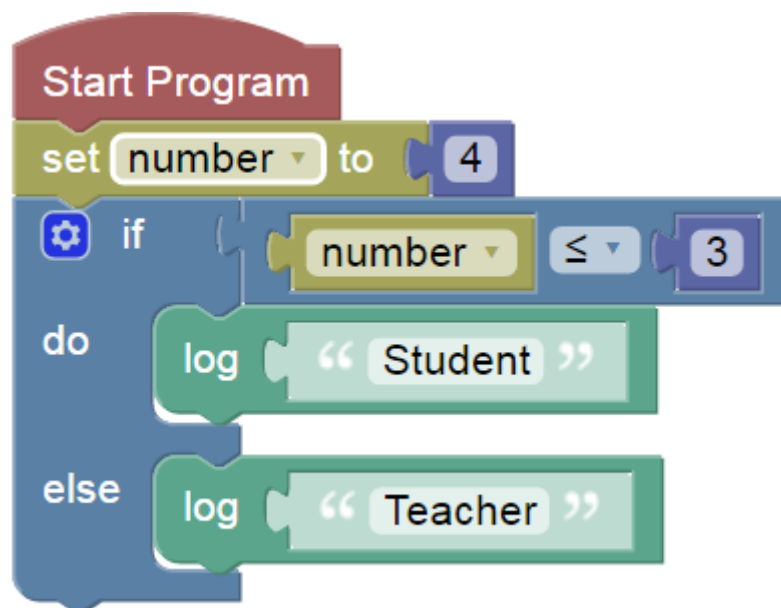 Start Program
set number to 4
if number ≤ 3
do log “ Student ”
else log “ Teacher ”